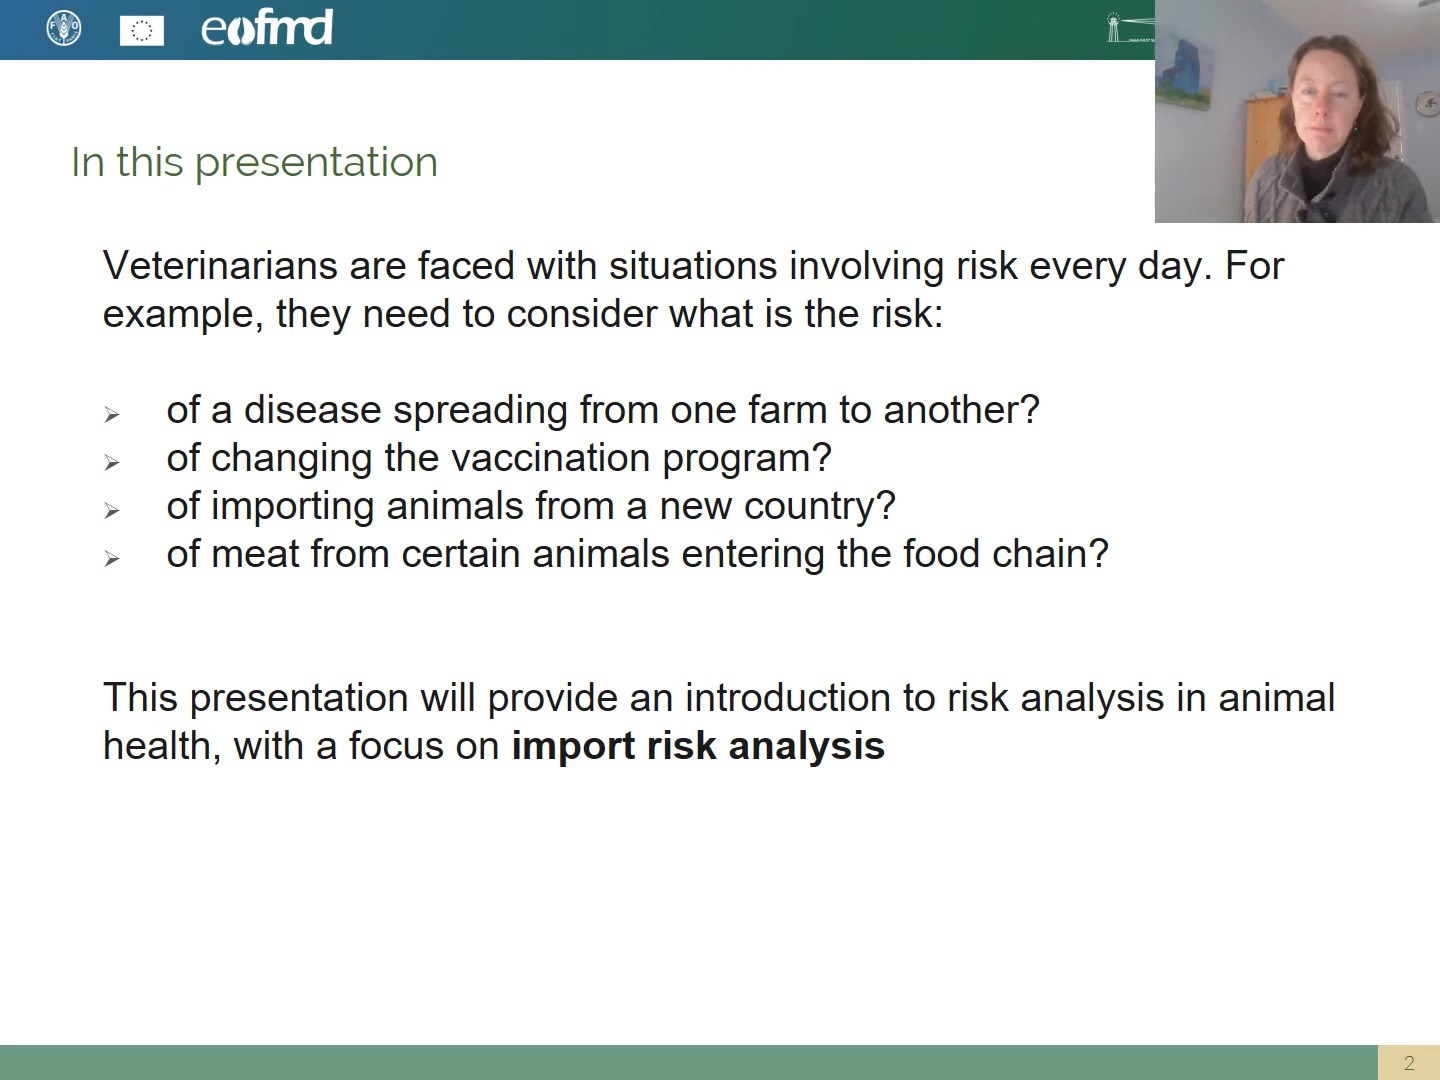 F A O
eofmd
In this presentation
Veterinarians are faced with situations involving risk every day. For
example, they need to consider what is the risk:
of a disease spreading from one farm to another?
of changing the vaccination program?
of importing animals from a new country?
of meat from certain animals entering the food chain?
This presentation will provide an introduction to risk analysis in animal
health, with a focus on import risk analysis
2